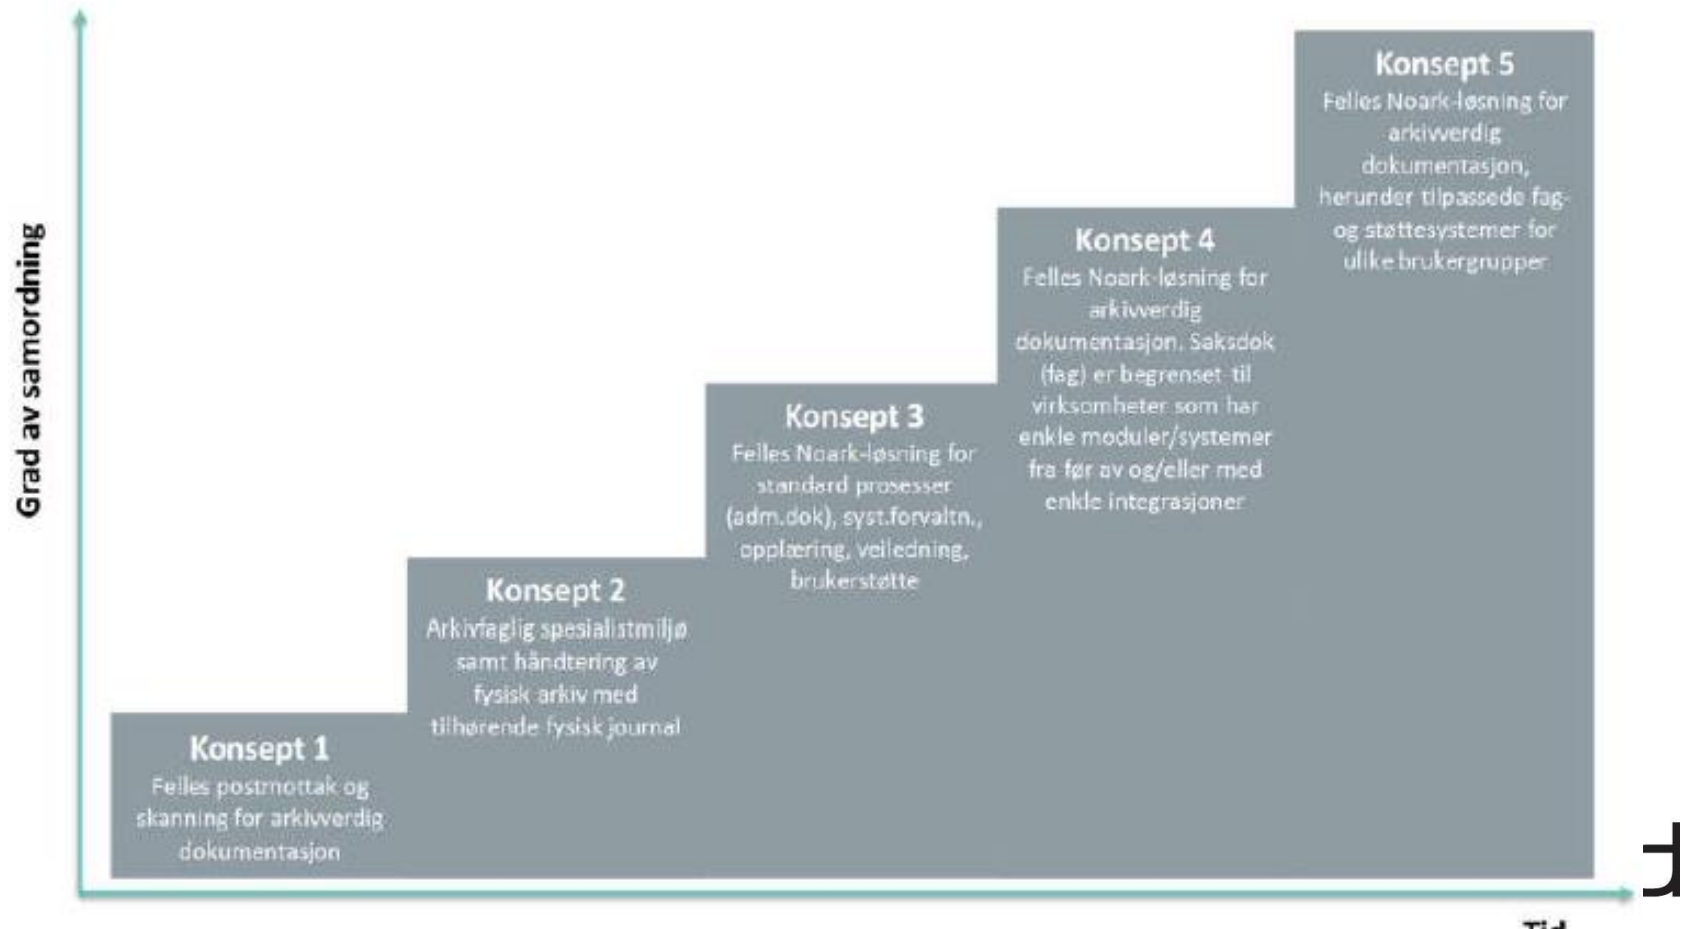 Grad av samordning
Konsept 1
Felles postmottak og
skanning for arkivverdig
dokumentasjon
Konsept 2
Arkivfaglig spesialistmiljø
samt håndtering av
fysisk arkiv med
tilhørende fysisk journal
Konsept 3
Felles Noark-løsning for
standard prosesser
(adm.dok), syst.forvaltn.,
opplæring, veiledning,
brukerstøtte
Konsept 4
Felles Noark-løsning for
arkivverdig
dokumentasjon. Saksdok
(fag) er begrenset til
virksomheter som har
enkle moduler/systemer
fra før av og/eller med
enkle integrasjoner
Konsept 5
Felles Noark-løsning for
arkivverdig
dokumentasjon,
herunder tilpassede fag-
og støttesystemer for
ulike brukergrupper
Tid